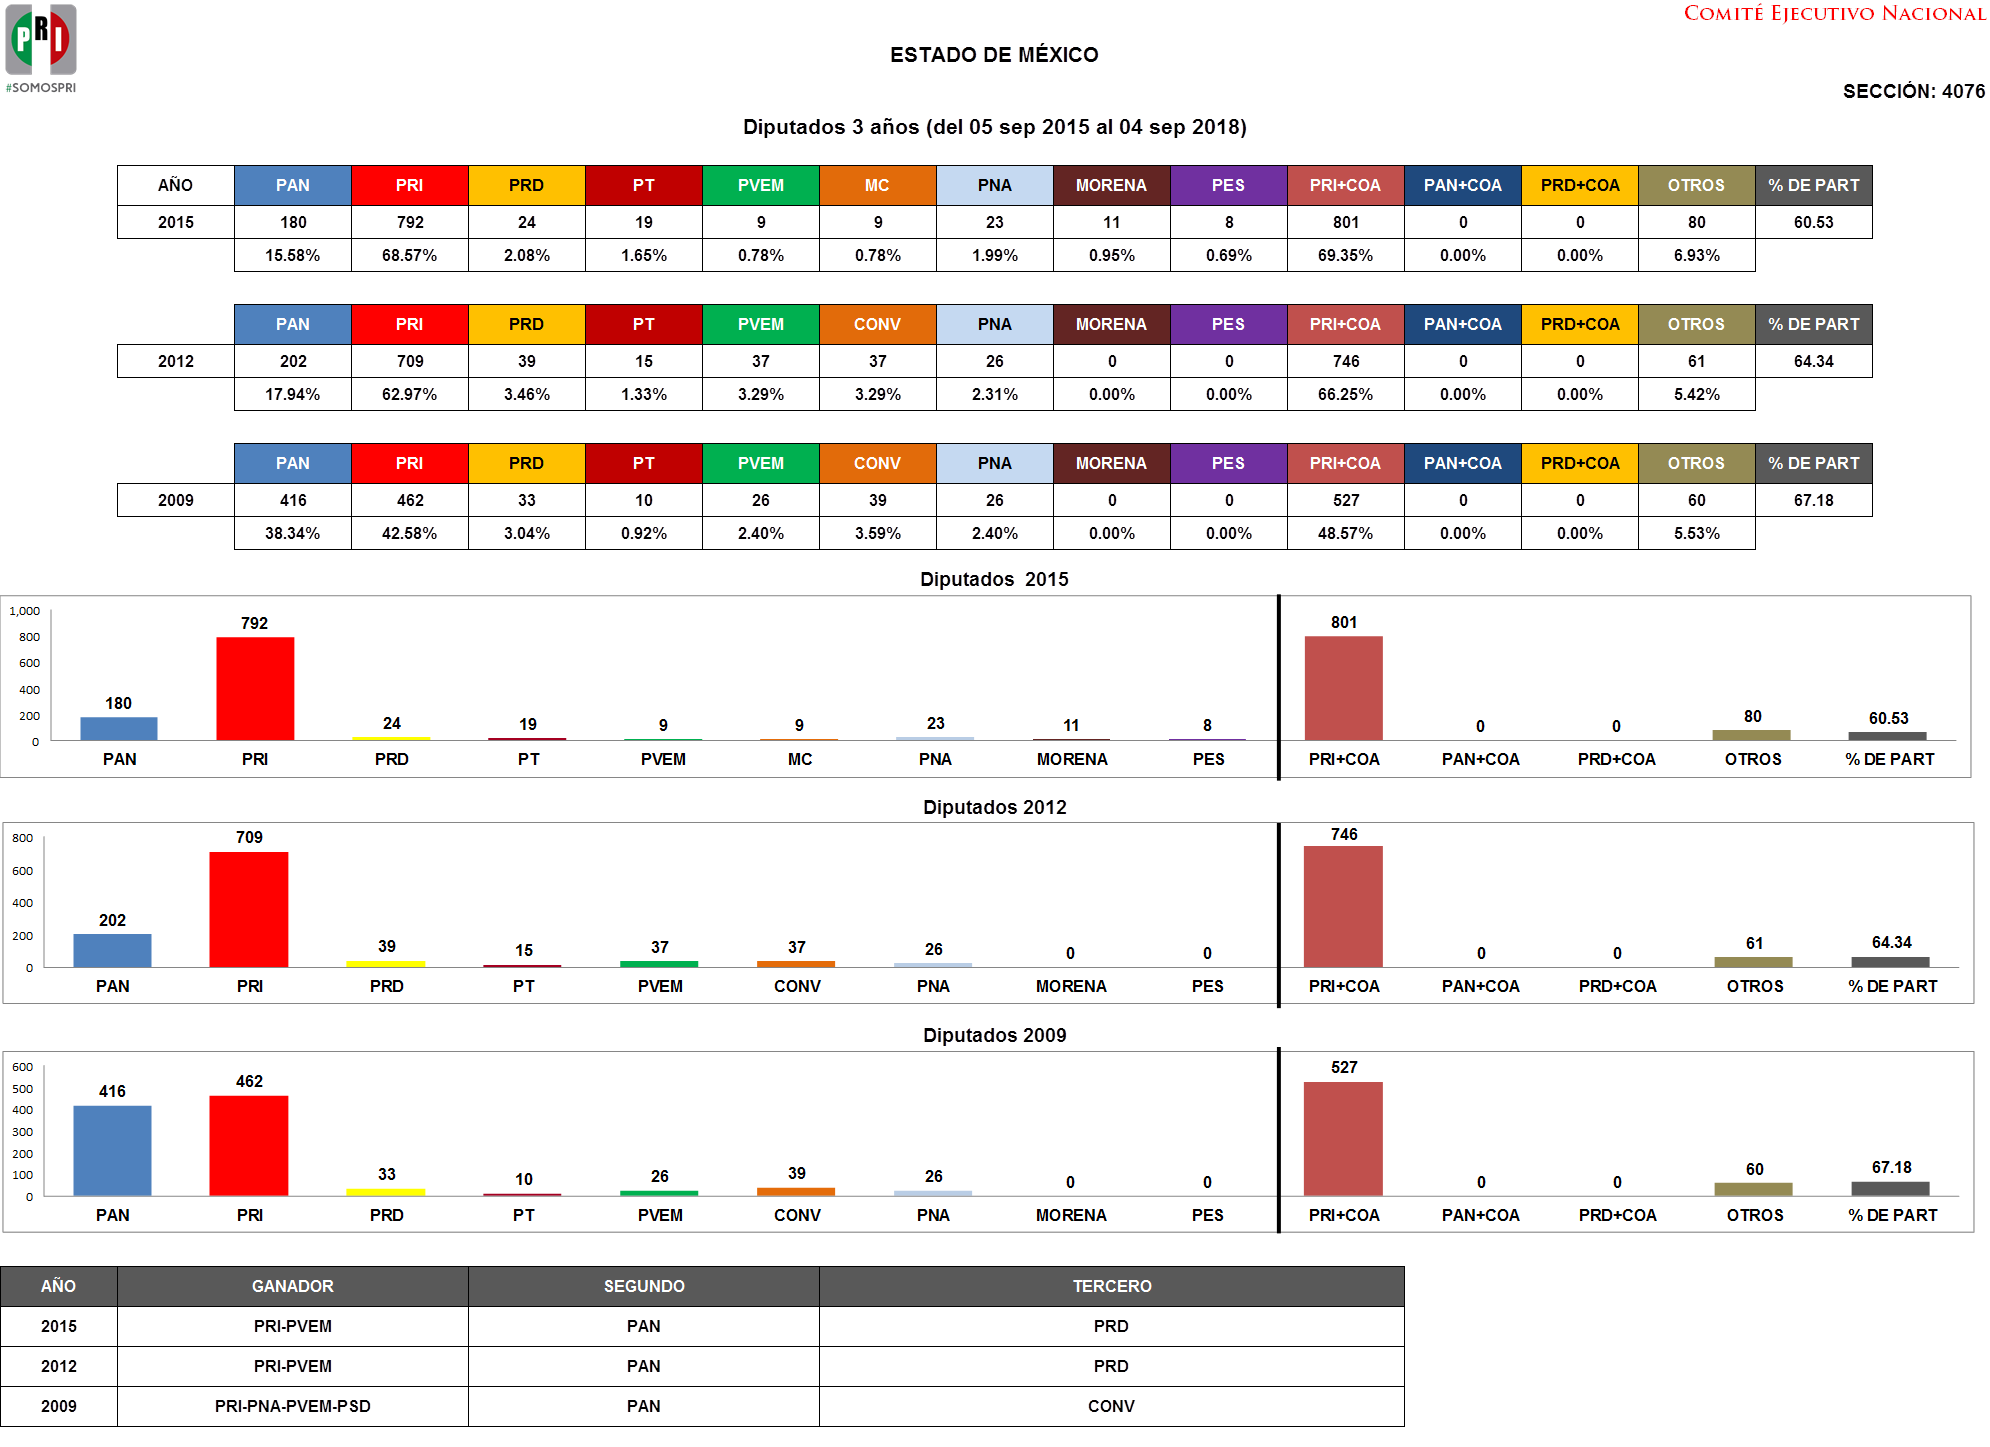 PRI
#SOMOSPRI
COMITÉ EJECUTIVO NACIONAL
ESTADO DE MÉXICO
SECCIÓN: 4076
Diputados 3 años (del 05 sep 2015 al 04 sep 2018)
AÑO PAN PRI PRD PT PVEM MC PNA MORENA PES PRI+COA PAN+COA PRD+COA OTROS % DE PART
2015 180 792 24 19 9 9 23 11 8 801 0 0 80 60.53
15.58% 68.57% 2.08% 1.65% 0.78% 0.78% 1.99% 0.95% 0.69% 69.35% 0.00% 0.00% 6.93%
PAN PRI PRD PT PVEM CONV PNA MORENA PES PRI+COA PAN+COA PRD+COA OTROS % DE PART
2012 202 709 39 15 37 37 26 0 0 746 0 0 61 64.34
17.94% 62.97% 3.46% 1.33% 3.29% 3.29% 2.31% 0.00% 0.00% 66.25% 0.00% 0.00% 5.42%
PAN PRI PRD PT PVEM CONV PNA MORENA PES PRI+COA PAN+COA PRD+COA OTROS % DE PART
2009 416 462 33 10 26 39 26 0 0 527 0 0 60 67.18
38.34% 42.58% 3.04% 0.92% 2.40% 3.59% 2.40% 0.00% 0.00% 48.57% 0.00% 0.00% 5.53%
Diputados 2015
1,000
800
600
400
200
0
180 792 24 19 9 9 23 11 8 801 0 0 80 60.53
PAN PRI PRD PT PVEM MC PNA MORENA PES PRI+COA PAN+COA PRD+COA OTROS % DE PART
Diputados 2012
800
600
400
200
0
202 709 39 15 37 37 26 0 0 746 0 0 61 64.34
PAN PRI PRD PT PVEM CONV PNA MORENA PES PRI+COA PAN+COA PRD+COA OTROS % DE PART
Diputados 2009
600
500
400
300
200
100
0
416 462 33 10 26 39 26 0 0 527 0 0 60 67.18
PAN PRI PRD PT PVEM CONV PNA MORENA PES PRI+COA PAN+COA PRD+COA OTROS % DE PART
AÑO GANADOR SEGUNDO TERCERO
2015 PRI-PVEM PAN PRD
2012 PRI-PVEM PAN PRD
2009 PRI-PNA-PVEM-PSD PAN CONV